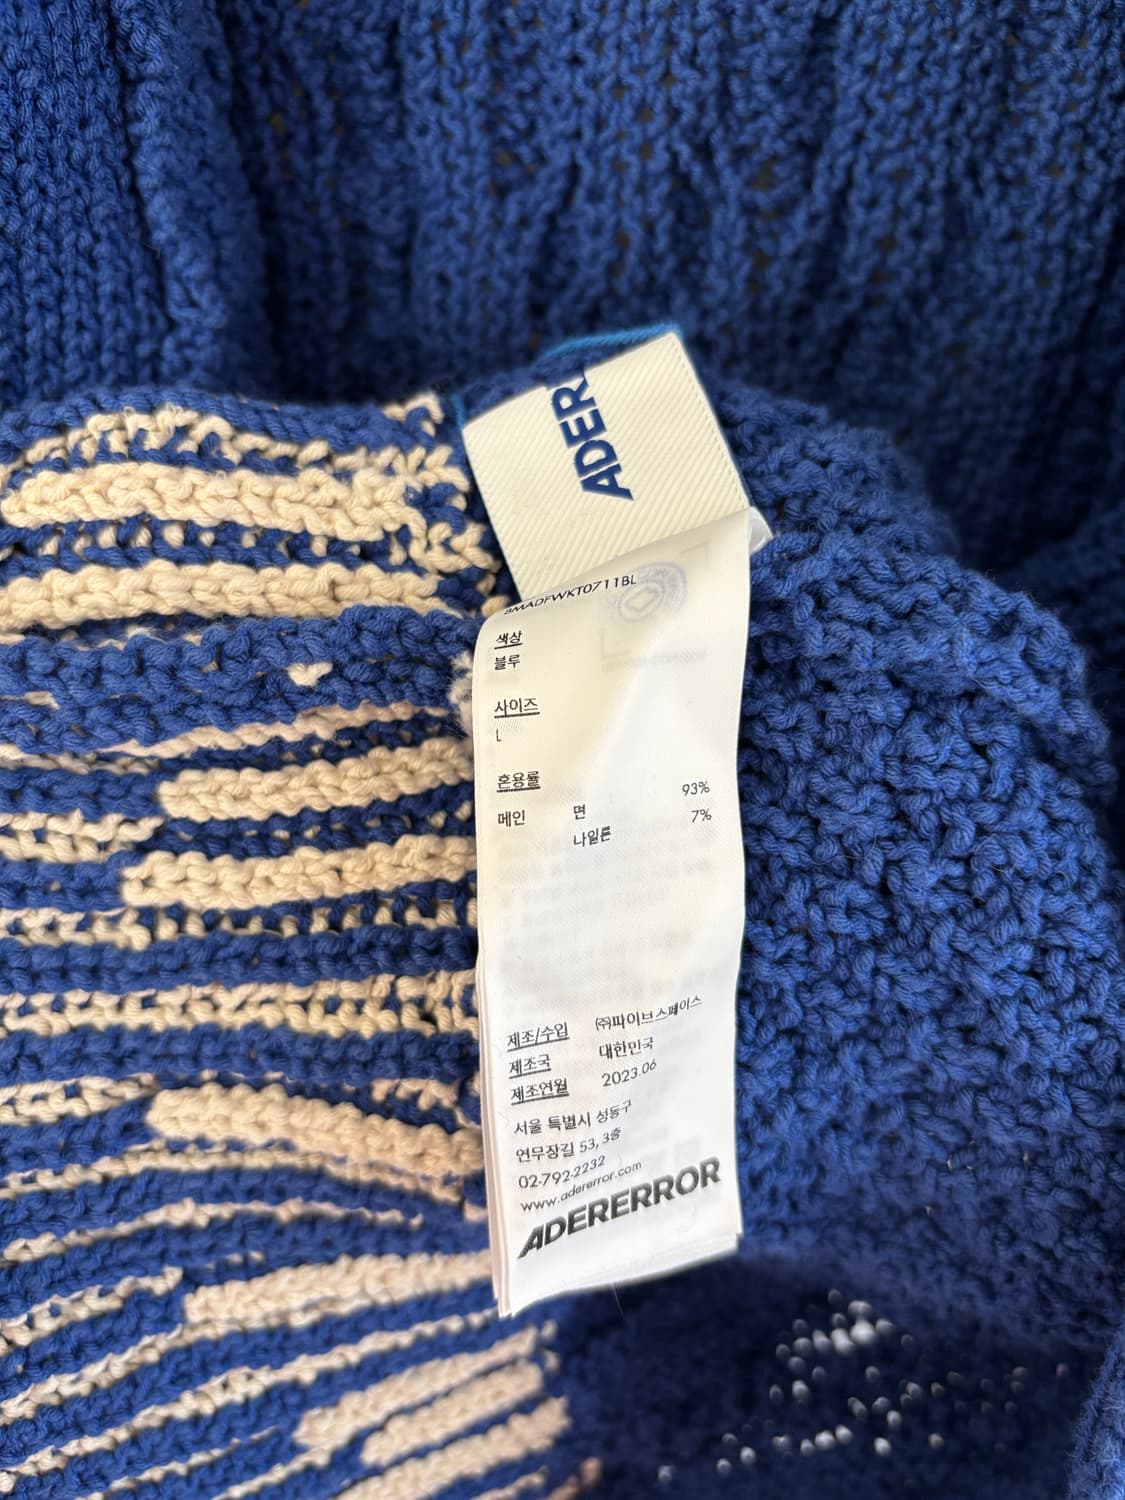 ADER
BMADFWKT0711BL
색상
블루
사이즈
L
혼용률
메인 면 93%
나일론 7%
제조/수입 ㈜파이브스페이스
제조국 대한민국
제조연월 2023.06
서울 특별시 성동구
연무장길 53, 3층
02-792-2232
www.adererror.com
ADERERROR